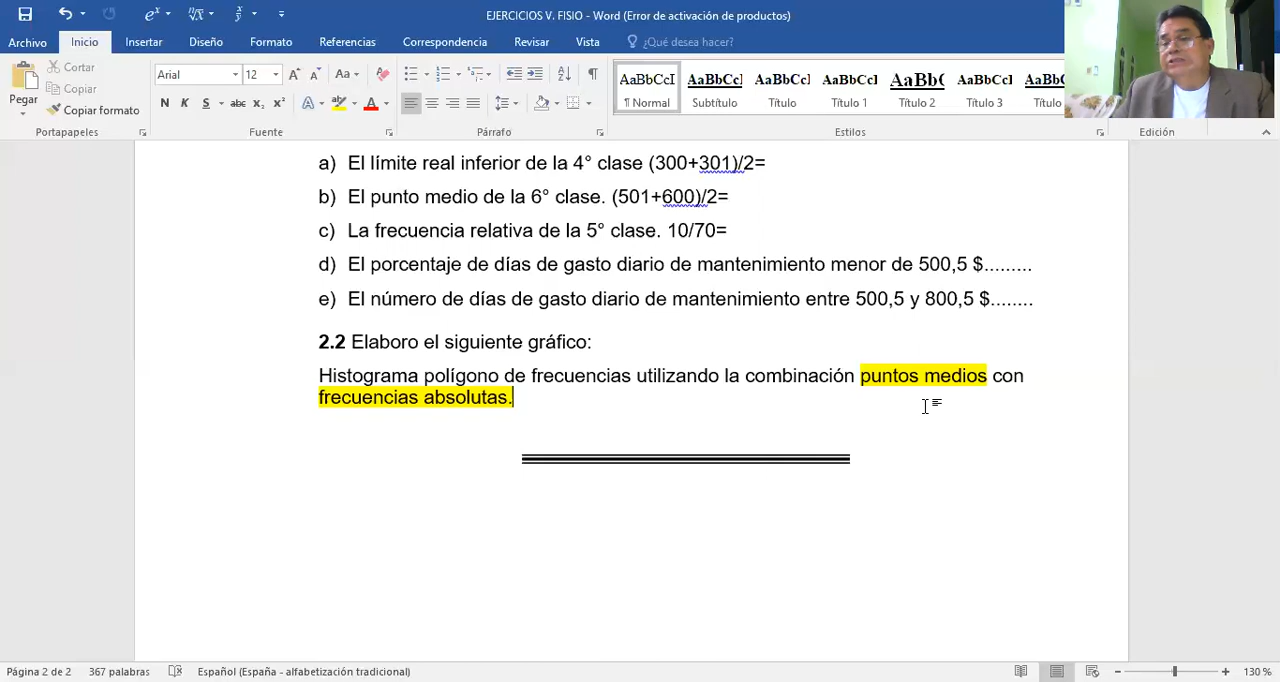 EJERCICIOS V. FISIO - Word (Error de activación de productos)
Archivo Inicio Insertar Diseño Formato Referencias Correspondencia Revisar Vista ¿Qué desea hacer?
Pegar
Cortar
Copiar
Copiar formato
Portapapeles
Arial 12
Fuente
Párrafo
AaBbCcI AaBbCcl AaBbCcl AaBbCcI AaBb( AaBbCcl AaBbC
¶ Normal Subtítulo Título Título 1 Título 2 Título 3 Título
Estilos
Edición
a) El límite real inferior de la 4° clase (300+301)/2=
b) El punto medio de la 6° clase. (501+600)/2=
c) La frecuencia relativa de la 5° clase. 10/70=
d) El porcentaje de días de gasto diario de mantenimiento menor de 500,5 $.........
e) El número de días de gasto diario de mantenimiento entre 500,5 y 800,5 $........
2.2 Elaboro el siguiente gráfico:
Histograma polígono de frecuencias utilizando la combinación puntos medios con
frecuencias absolutas.
Página 2 de 2 367 palabras Español (España - alfabetización tradicional) 130 %